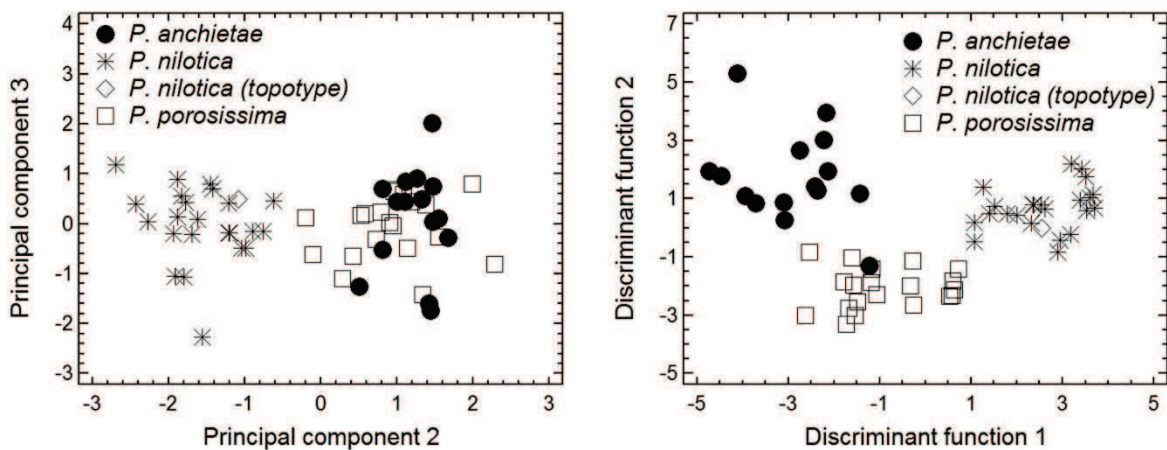 4
3
2
1
0
-1
-2
-3
-3
-2
-1
0
1
2
3
Principal component 3
Principal component 2
P. anchietae
P. nilotica
P. nilotica (topotype)
P. porosissima
7
5
3
1
-1
-3
-5
-5
-3
-1
1
3
5
Discriminant function 2
Discriminant function 1
P. anchietae
P. nilotica
P. nilotica (topotype)
P. porosissima